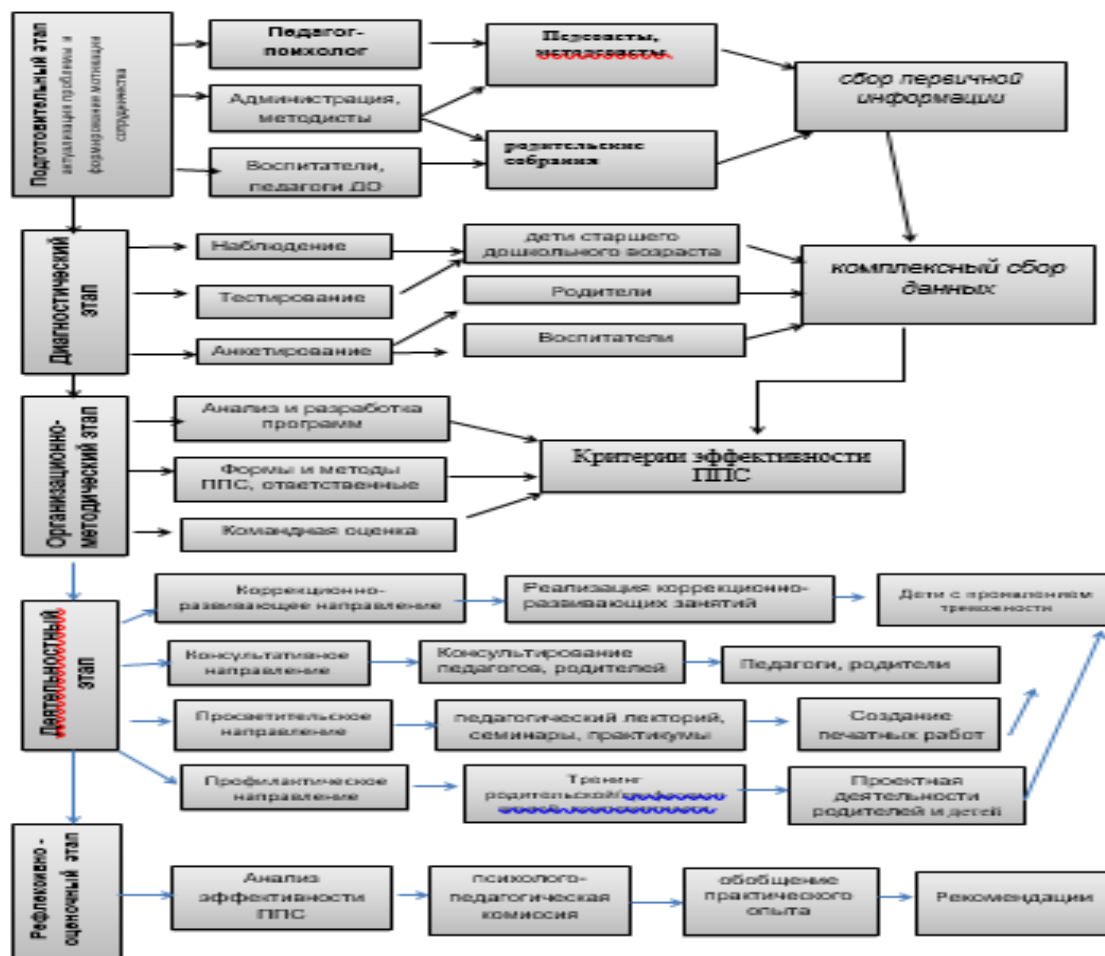 Подготовительный этап
актуализация проблемы и
формирование мотивации
сотрудничества
Педагог-
психолог
Педсоветы,
Администрация,
методисты
родительские
собрания
Воспитатели,
педагоги ДО
сбор первичной
информации
Диагностический
этап
Наблюдение
Тестирование
Анкетирование
дети старшего
дошкольного возраста
Родители
Воспитатели
комплексный сбор
данных
Организационно-
методический этап
Анализ и разработка
программ
Формы и методы
ППС, ответственные
Командная оценка
Критерии эффективности
ППС
Деятельностный
этап
Коррекционно-
развивающее направление
Реализация коррекционно-
развивающих занятий
Дети с проявлением
тревожности
Консультативное
направление
Консультирование
педагогов, родителей
Педагоги, родители
Просветительское
направление
педагогический лекторий,
семинары, практикумы
Создание
печатных работ
Профилактическое
направление
Тренинг
родительской/
Проектная
деятельности
родителей и детей
Рефлексивно -
оценочный этап
Анализ
эффективности
ППС
психолого-
педагогическая
комиссия
обобщение
практического
опыта
Рекомендации